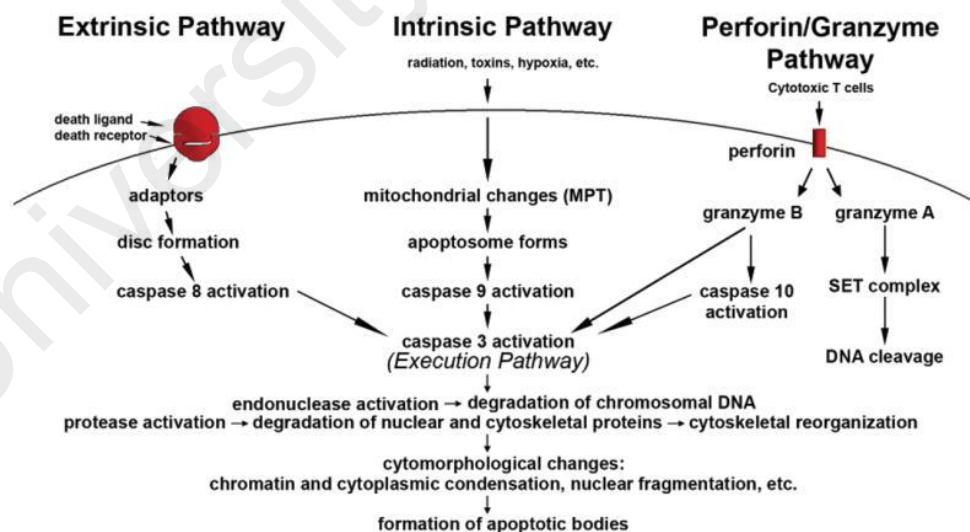 University
Extrinsic Pathway
Intrinsic Pathway
Perforin/Granzyme
Pathway
radiation, toxins, hypoxia, etc.
Cytotoxic T cells
death ligand
death receptor
perforin
adaptors
mitochondrial changes (MPT)
granzyme B
granzyme A
disc formation
apoptosome forms
caspase 8 activation
caspase 9 activation
caspase 10
activation
SET complex
caspase 3 activation
(Execution Pathway)
DNA cleavage
endonuclease activation → degradation of chromosomal DNA
protease activation → degradation of nuclear and cytoskeletal proteins → cytoskeletal reorganization
cytomorphological changes:
chromatin and cytoplasmic condensation, nuclear fragmentation, etc.
formation of apoptotic bodies